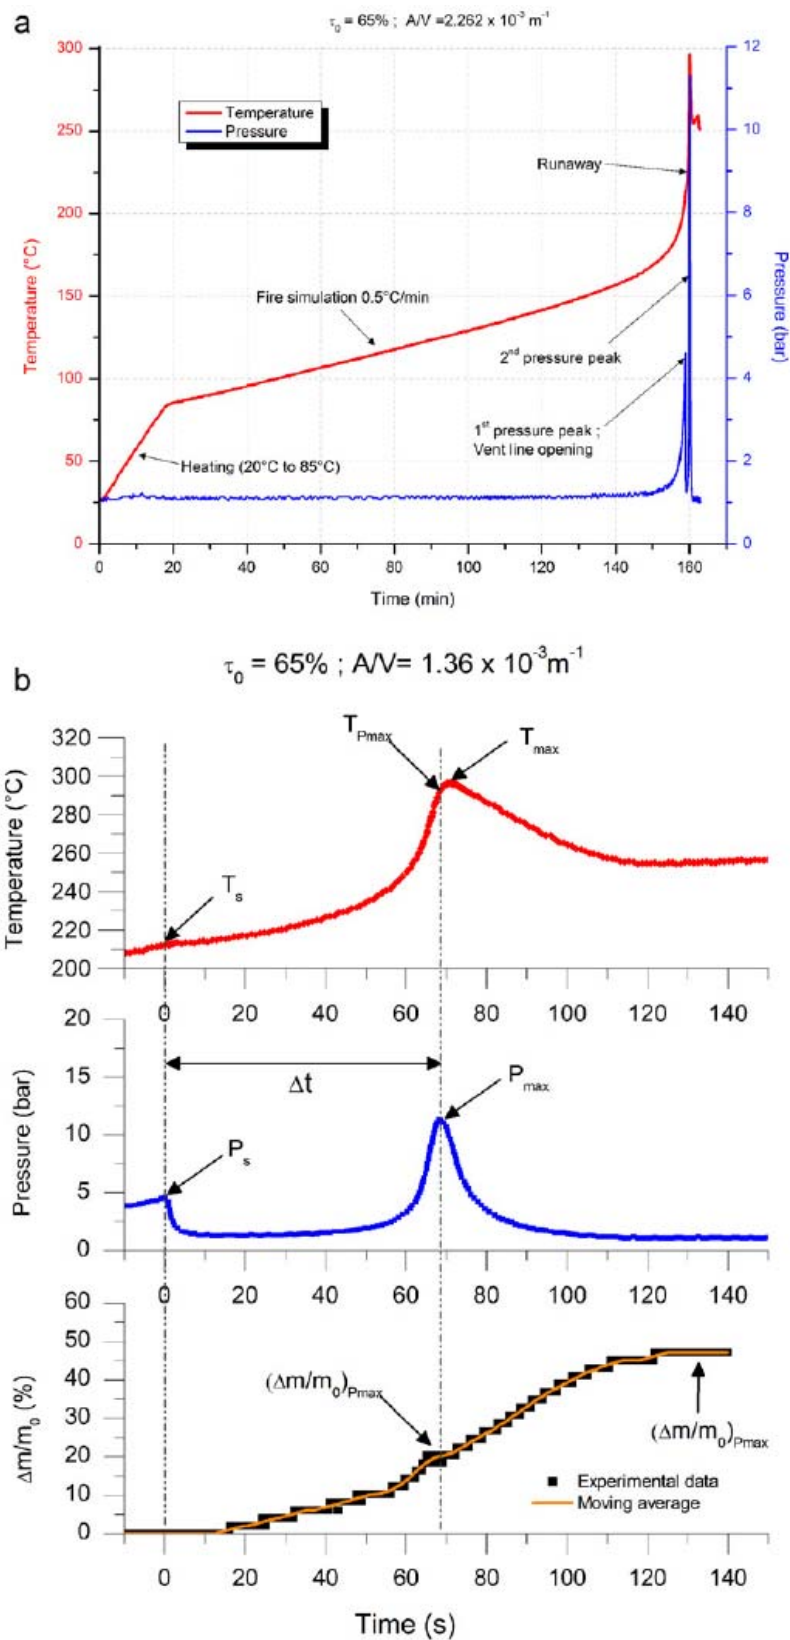 a
τ₀ = 65% ; A/V =2.262 x 10⁻³ m⁻¹
300
250
200
150
100
50
0
Temperature (°C)
12
10
8
6
4
2
0
Pressure (bar)
Temperature
Pressure
Runaway
Fire simulation 0.5°C/min
2nd pressure peak
1st pressure peak ;
Vent line opening
Heating (20°C to 85°C)
0 20 40 60 80 100 120 140 160
Time (min)
b
τ₀ = 65% ; A/V= 1.36 x 10⁻³m⁻¹
320
300
280
260
240
220
200
Temperature (°C)
TPmax
Tmax
Ts
0 20 40 60 80 100 120 140
20
15
10
5
0
Pressure (bar)
Δt
Pmax
Ps
0 20 40 60 80 100 120 140
60
50
40
30
20
10
0
Δm/m₀ (%)
(Δm/m₀)Pmax
(Δm/m₀)Pmax
Experimental data
Moving average
0 20 40 60 80 100 120 140
Time (s)